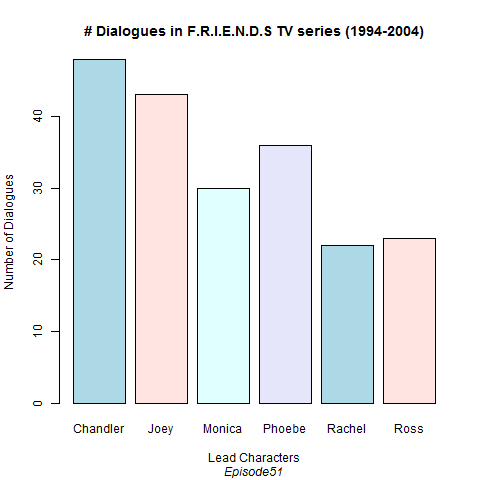 # Dialogues in F.R.I.E.N.D.S TV series (1994-2004)
Number of Dialogues
40
30
20
10
0
Chandler Joey Monica Phoebe Rachel Ross
Lead Characters
Episode51